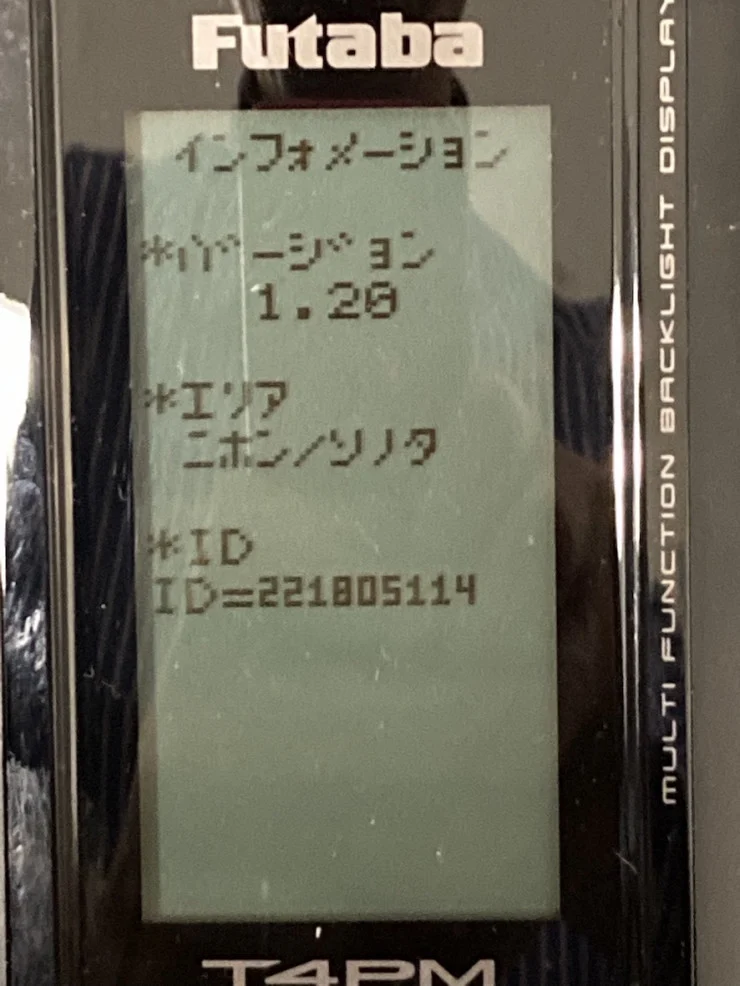 Futaba
インフォメーション
*バージョン
1.20
*エリア
ニホン/ソノタ
*ID
ID=221805114
T4PM
MULTI FUNCTION BACKLIGHT DISPLAY